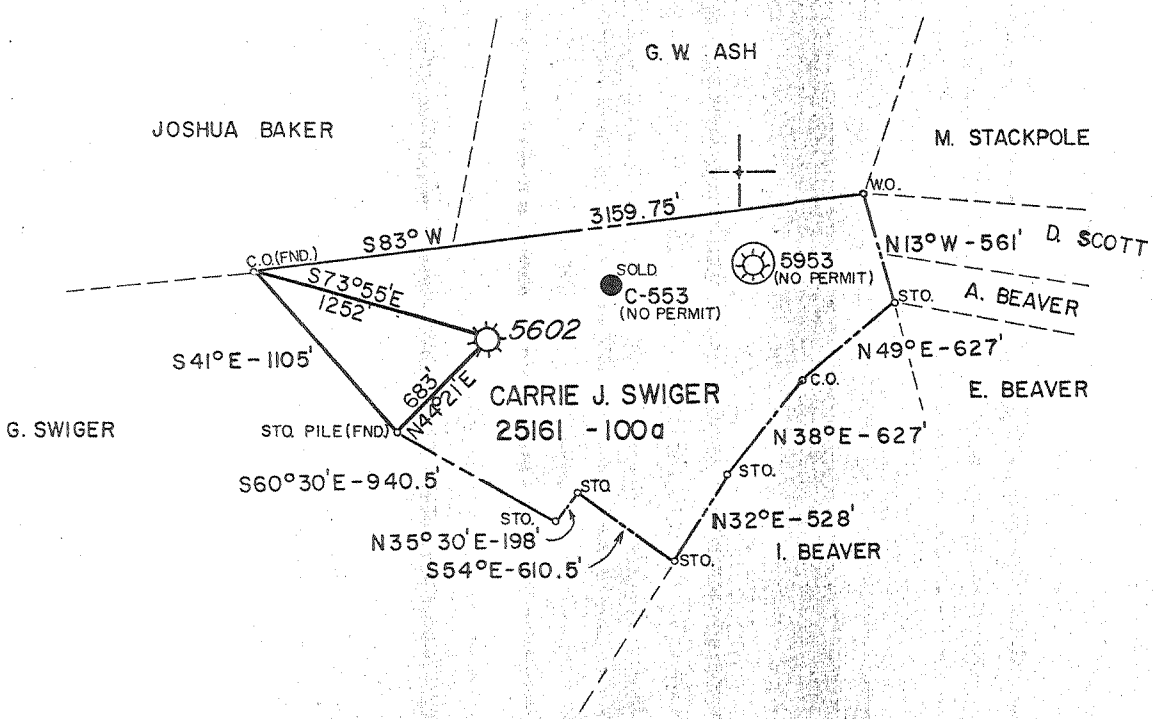 G. W. ASH
JOSHUA BAKER
M. STACKPOLE
W.O.
3159.75'
S83° W
N13°W-561'
D. SCOTT
C.O.(FND.)
S73°55'E
1252'
SOLD
C-553
(NO PERMIT)
5953
(NO PERMIT)
STO.
A. BEAVER
5602
N49°E-627'
S41°E-1105'
683'
N44°21'E
C.O.
E. BEAVER
CARRIE J. SWIGER
25161 -100a
G. SWIGER
STO. PILE(FND.)
N38°E-627'
S60°30'E-940.5'
STO.
STO.
STO.
N32°E-528'
N35°30'E-198'
S54°E-610.5'
STO.
I. BEAVER